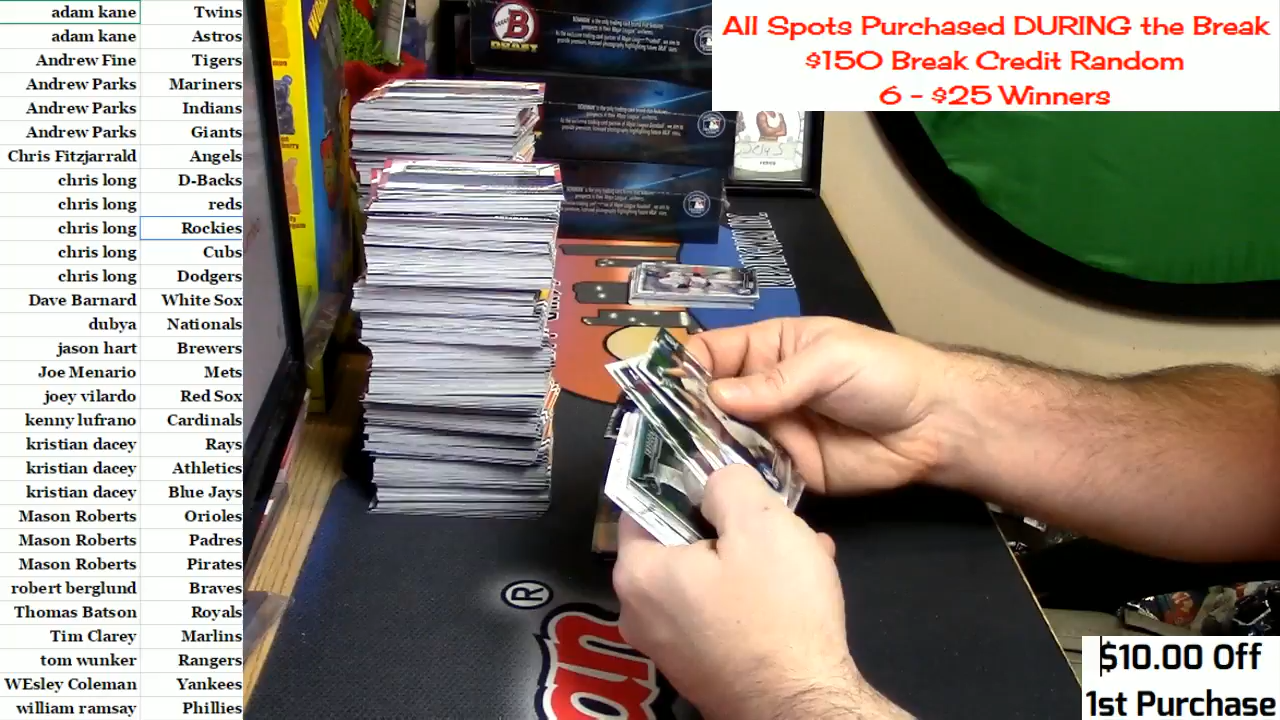 adam kane Twins
adam kane Astros
Andrew Fine Tigers
Andrew Parks Mariners
Andrew Parks Indians
Andrew Parks Giants
Chris Fitzjarrald Angels
chris long D-Backs
chris long reds
chris long Rockies
chris long Cubs
chris long Dodgers
Dave Barnard White Sox
dubya Nationals
jason hart Brewers
Joe Menario Mets
joey vilardo Red Sox
kenny lufrano Cardinals
kristian dacey Rays
kristian dacey Athletics
kristian dacey Blue Jays
Mason Roberts Orioles
Mason Roberts Padres
Mason Roberts Pirates
robert berglund Braves
Thomas Batson Royals
Tim Clarey Marlins
tom wunker Rangers
WEsley Coleman Yankees
william ramsay Phillies
B
DRAFT
All Spots Purchased DURING the Break
$150 Break Credit Random
6 - $25 Winners
®
an
$10.00 Off
1st Purchase